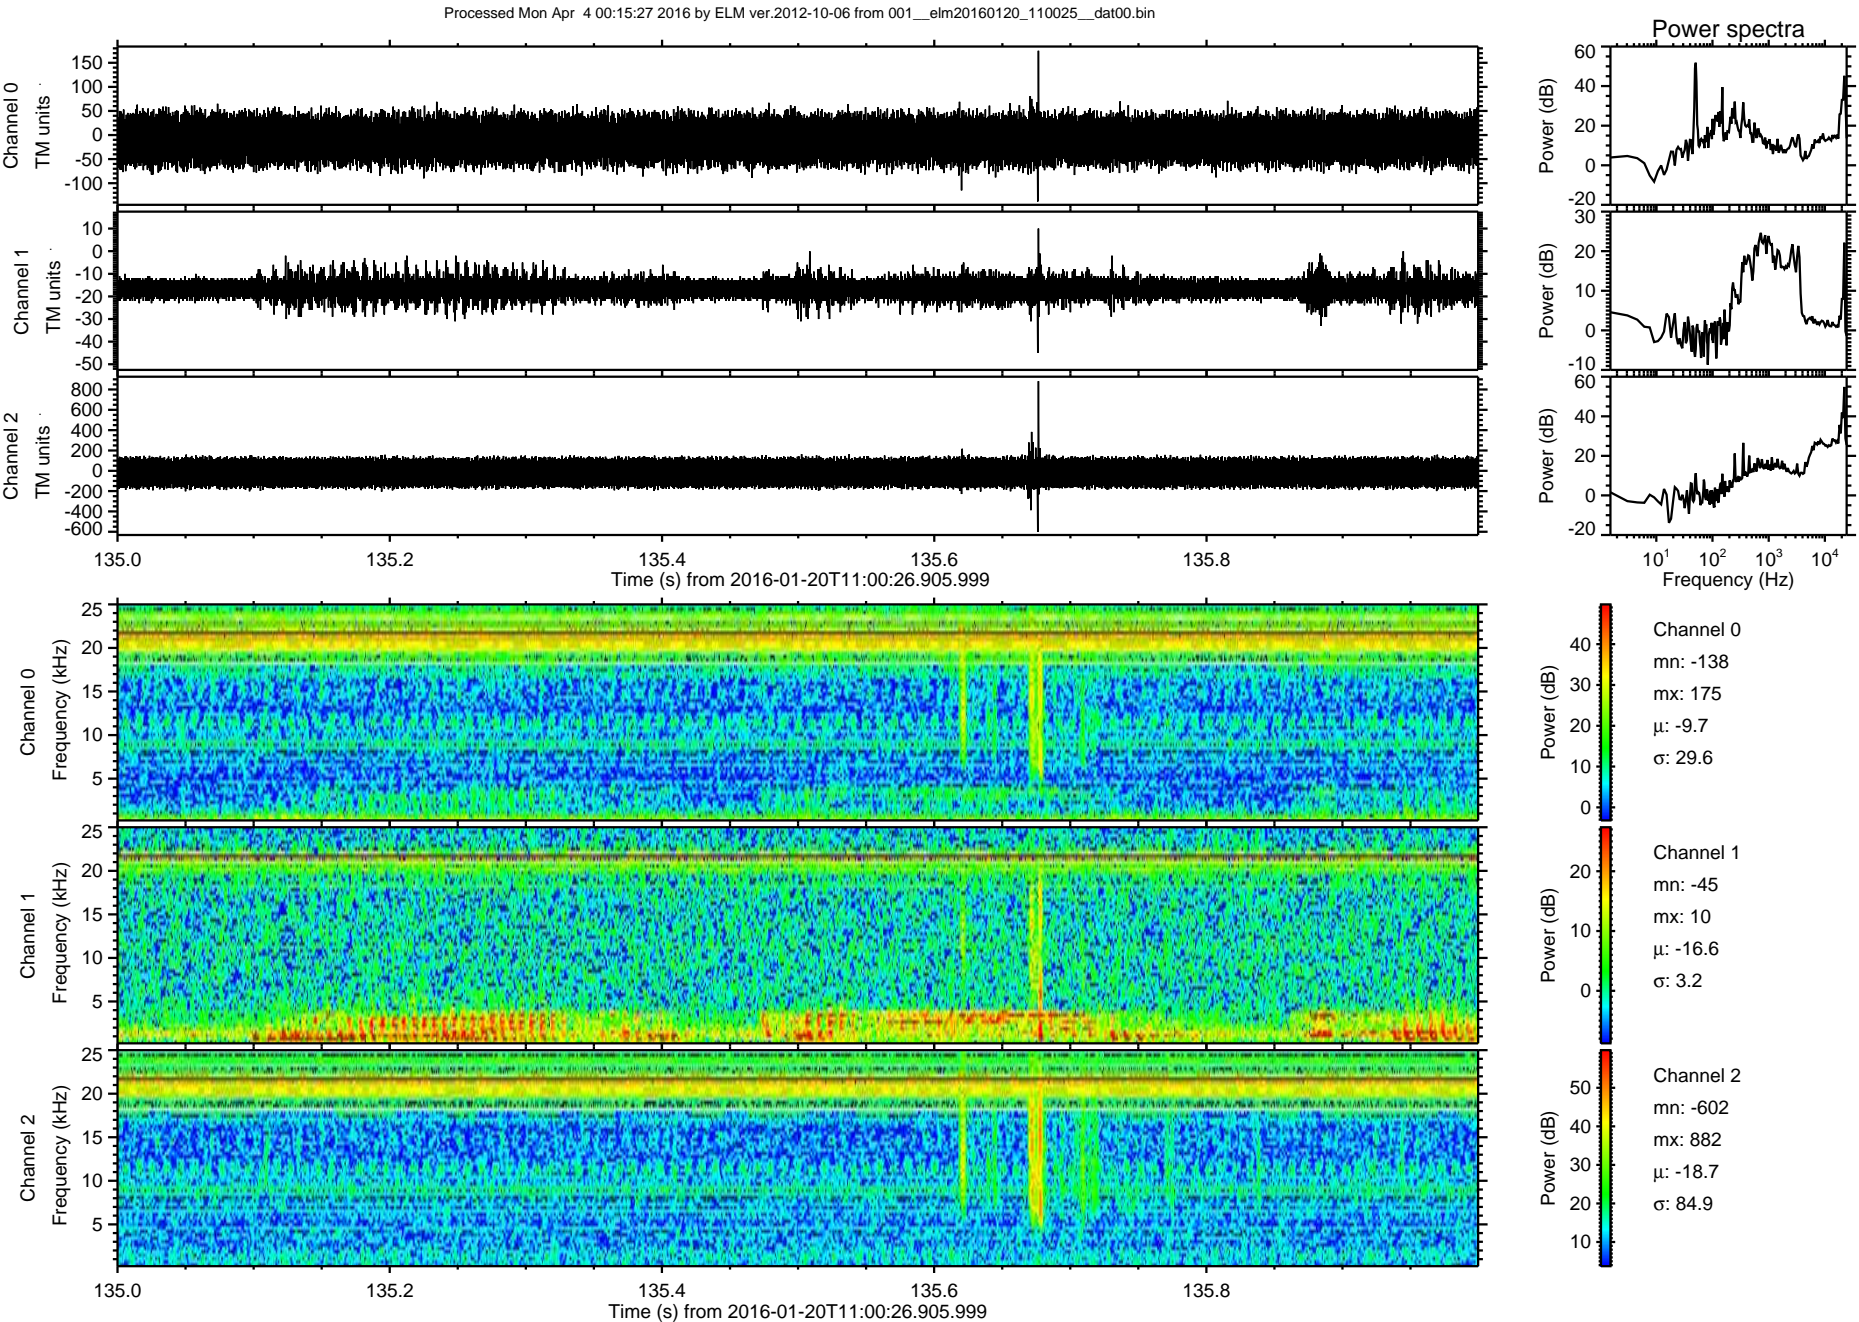 Processed Mon Apr  4 00:15:27 2016 by ELM ver.2012-10-06 from 001__elm20160120_110025__dat00.bin
Power spectra
Channel 0
TM units
150
100
50
0
-50
-100
Power (dB)
60
40
20
0
-20
Channel 1
TM units
10
0
-10
-20
-30
-40
-50
Power (dB)
30
20
10
0
-10
Channel 2
TM units
800
600
400
200
0
-200
-400
-600
Power (dB)
60
40
20
0
-20
135.0 135.2 135.4 135.6 135.8
Time (s) from 2016-01-20T11:00:26.905.999
10¹ 10² 10³ 10⁴
Frequency (Hz)
Channel 0
Frequency (kHz)
25
20
15
10
5
Power (dB)
40
30
20
10
0
Channel 0
mn: -138
mx: 175
μ: -9.7
σ: 29.6
Channel 1
Frequency (kHz)
25
20
15
10
5
Power (dB)
20
10
0
Channel 1
mn: -45
mx: 10
μ: -16.6
σ: 3.2
Channel 2
Frequency (kHz)
25
20
15
10
5
Power (dB)
50
40
30
20
10
Channel 2
mn: -602
mx: 882
μ: -18.7
σ: 84.9
135.0 135.2 135.4 135.6 135.8
Time (s) from 2016-01-20T11:00:26.905.999